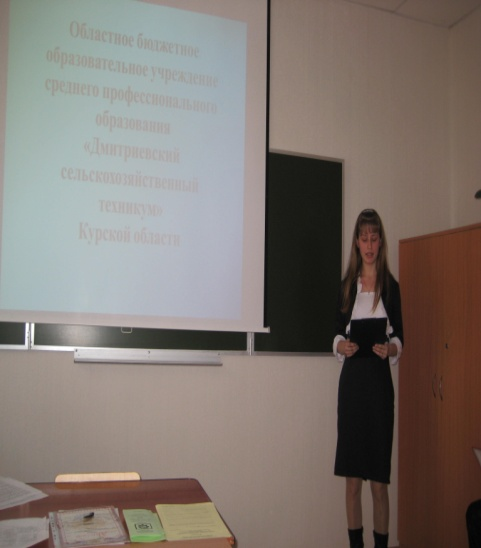 Областное бюджетное
образовательное учреждение
среднего профессионального
образования
«Дмитриевский
сельскохозяйственный
техникум»
Курской области